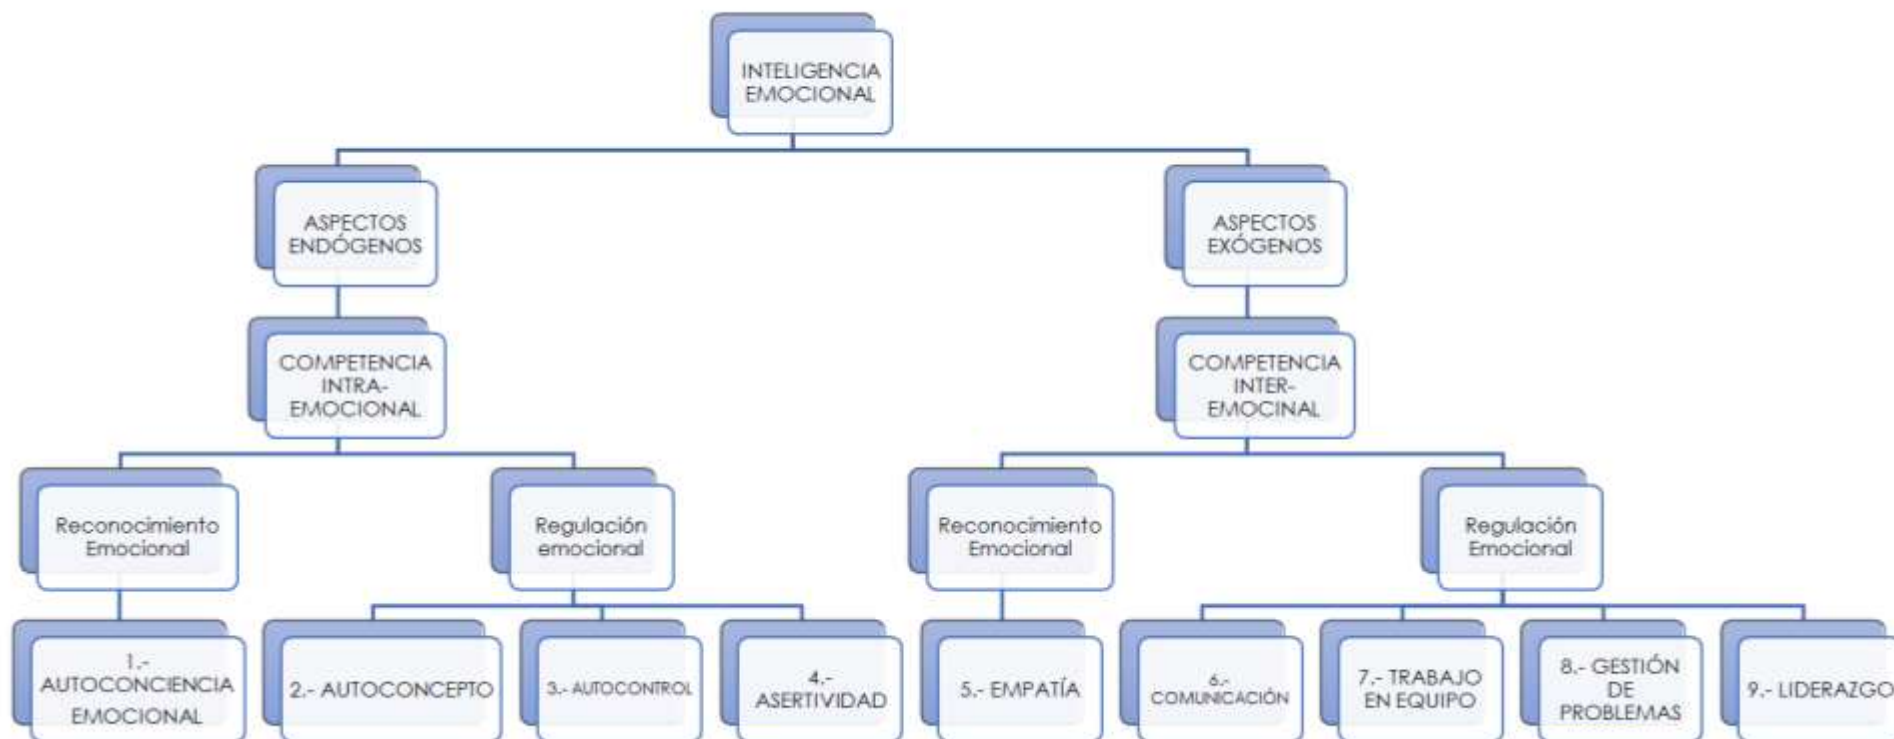 INTELIGENCIA
EMOCIONAL
ASPECTOS
ENDÓGENOS
ASPECTOS
EXÓGENOS
COMPETENCIA
INTRA-
EMOCIONAL
COMPETENCIA
INTER-
EMOCINAL
Reconocimiento
Emocional
Regulación
emocional
Reconocimiento
Emocional
Regulación
Emocional
1.-
AUTOCONCIENCIA
EMOCIONAL
2.- AUTOCONCEPTO
3.- AUTOCONTROL
4.-
ASERTIVIDAD
5.- EMPATÍA
6.-
COMUNICACIÓN
7.- TRABAJO
EN EQUIPO
8.- GESTIÓN
DE
PROBLEMAS
9.- LIDERAZGO